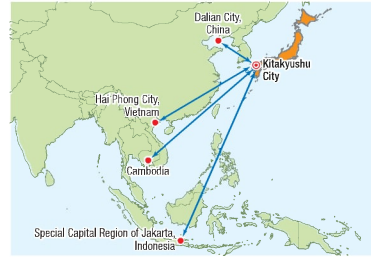 Dalian City,
China
Kitakyushu
City
Hai Phong City,
Vietnam
Cambodia
Special Capital Region of Jakarta,
Indonesia